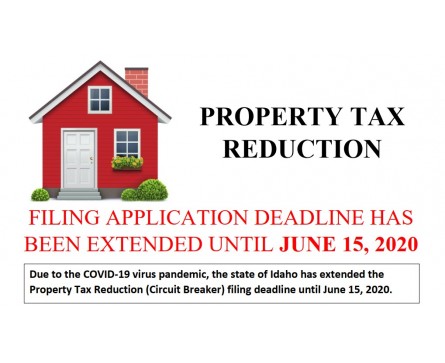 PROPERTY TAX
REDUCTION
FILING APPLICATION DEADLINE HAS
BEEN EXTENDED UNTIL JUNE 15, 2020
Due to the COVID-19 virus pandemic, the state of Idaho has extended the
Property Tax Reduction (Circuit Breaker) filing deadline until June 15, 2020.